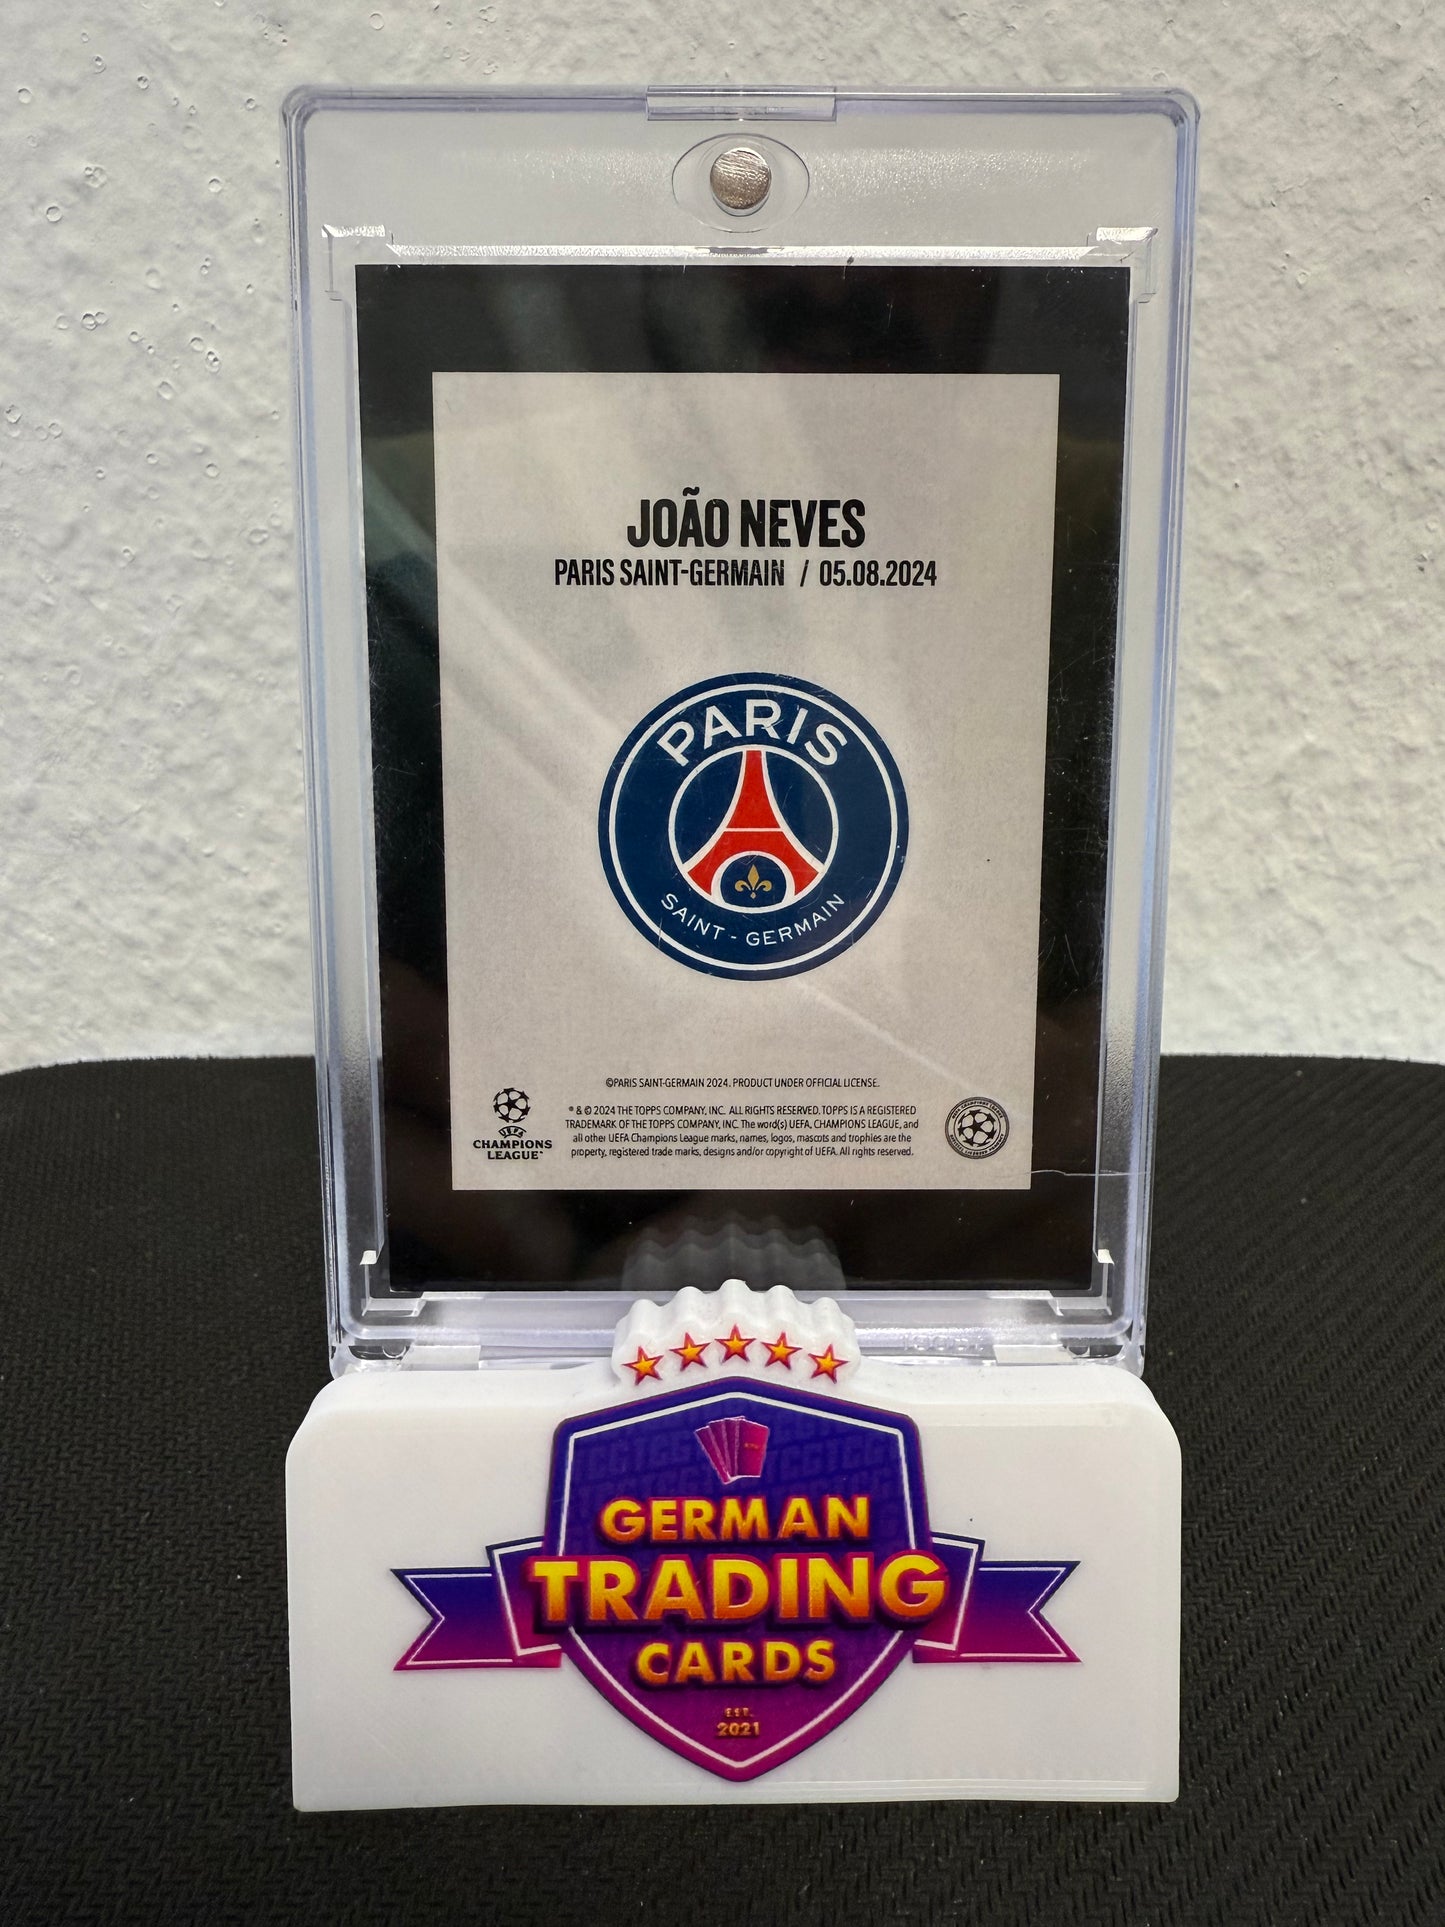 JOÃO NEVES
PARIS SAINT-GERMAIN / 05.08.2024
PARIS
SAINT-GERMAIN
©PARIS SAINT-GERMAIN 2024. PRODUCT UNDER OFFICIAL LICENSE.
UEFA
CHAMPIONS
LEAGUE
® & © 2024 THE TOPPS COMPANY, INC. ALL RIGHTS RESERVED. TOPPS IS A REGISTERED
TRADEMARK OF THE TOPPS COMPANY, INC. The word(s) UEFA, CHAMPIONS LEAGUE, and
all other UEFA Champions League marks, names, logos, mascots and trophies are the
property, registered trade marks, designs and/or copyright of UEFA. All rights reserved.
GERMAN
TRADING
CARDS
EST.
2021